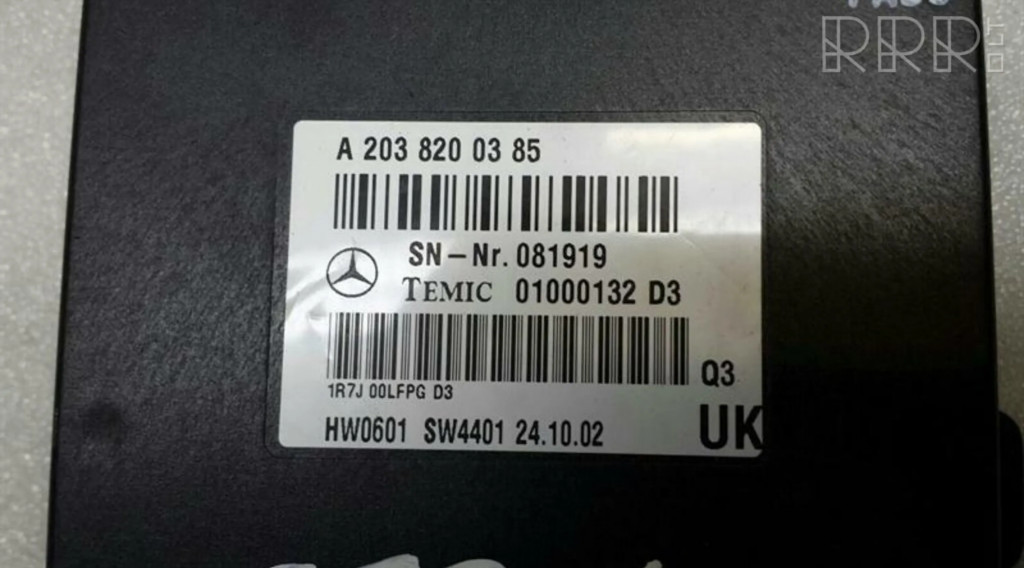 RRR.LT
A 203 820 03 85
SN-Nr. 081919
TEMIC 01000132 D3
Q3
1R7J 00LFPG D3
HW0601 SW4401 24.10.02
UK